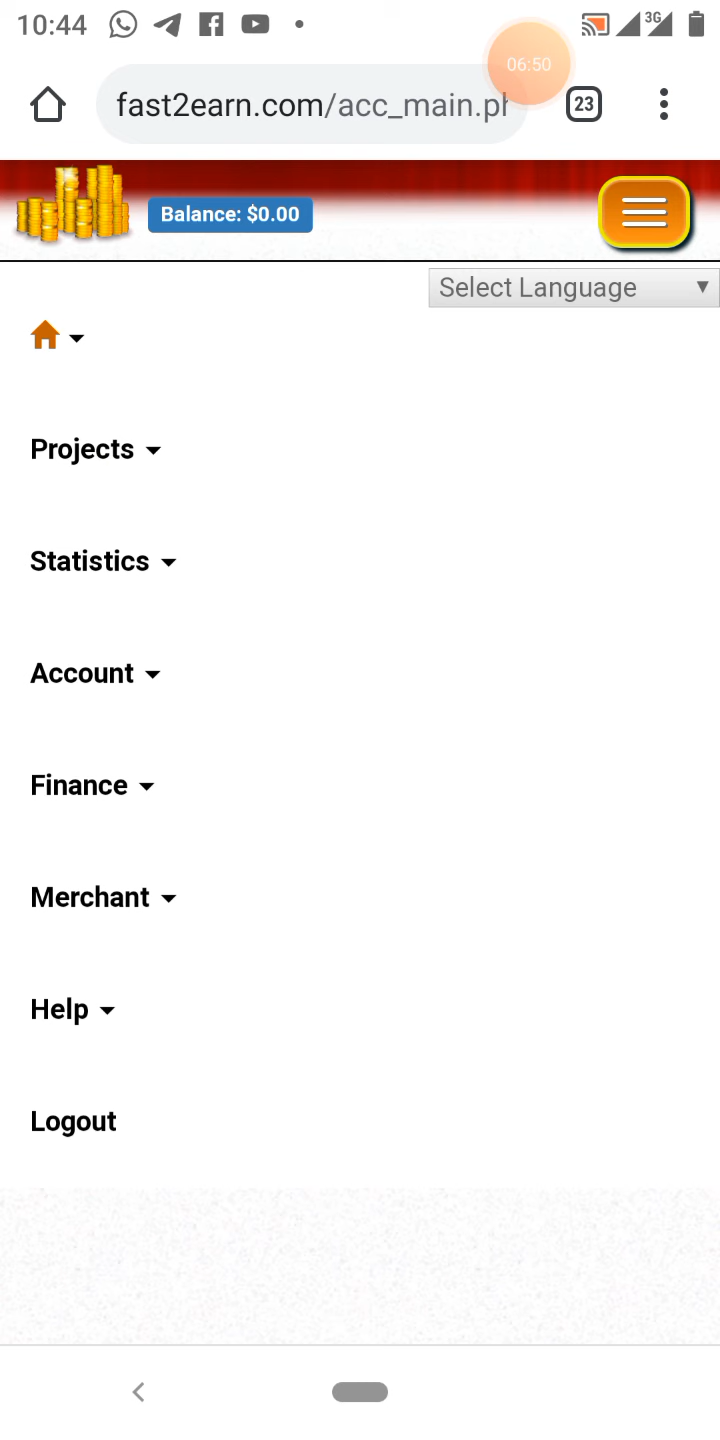 10:44
3G
06:50
fast2earn.com/acc_main.ph
23
Balance: $0.00
Select Language
Projects
Statistics
Account
Finance
Merchant
Help
Logout